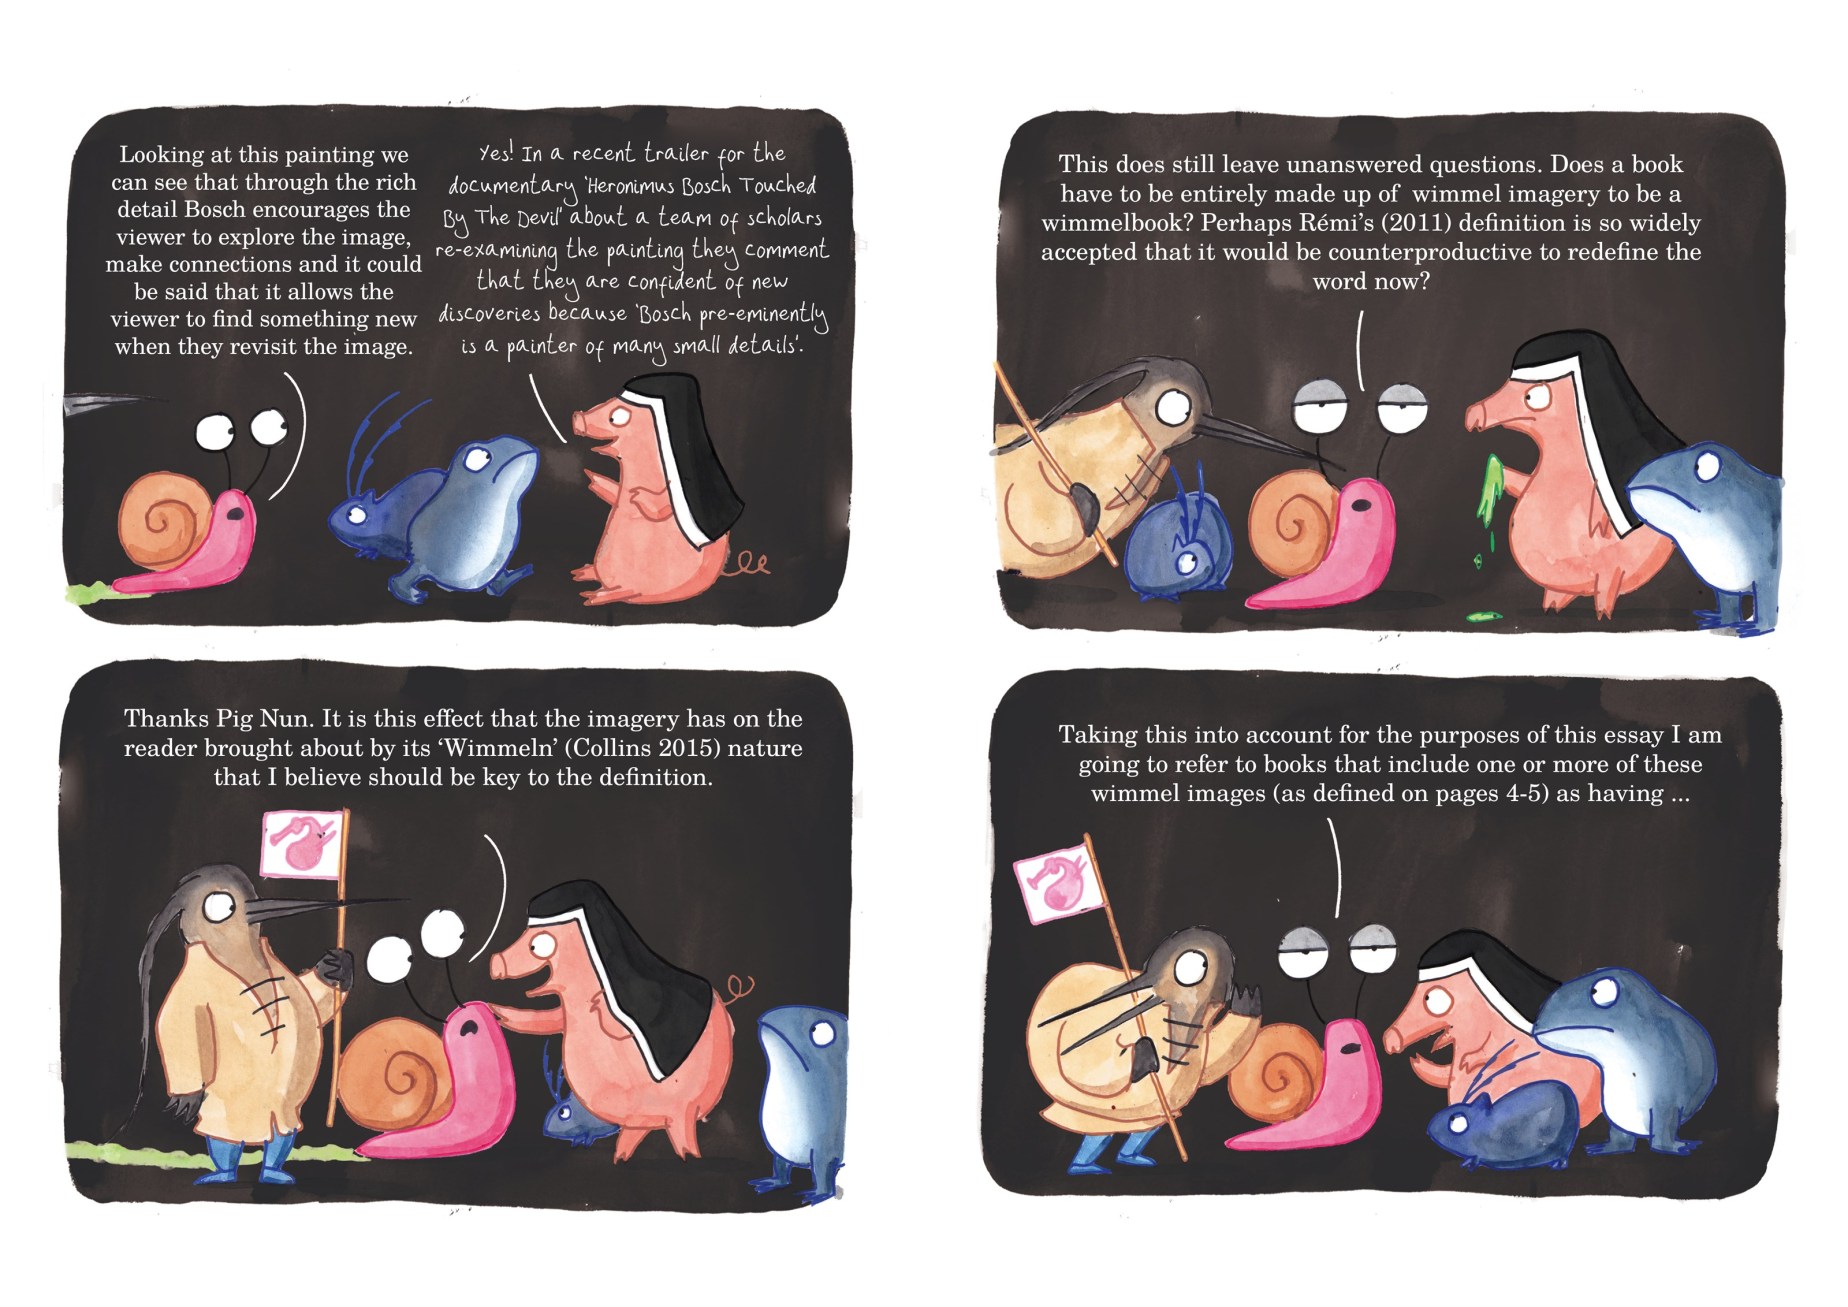 Looking at this painting we
can see that through the rich
detail Bosch encourages the
viewer to explore the image,
make connections and it could
be said that it allows the
viewer to find something new
when they revisit the image.
Yes! In a recent trailer for the
documentary 'Heronimus Bosch Touched
By The Devil' about a team of scholars
re-examining the painting they comment
that they are confident of new
discoveries because 'Bosch pre-eminently
is a painter of many small details'.
Thanks Pig Nun. It is this effect that the imagery has on the
reader brought about by its ‘Wimmeln’ (Collins 2015) nature
that I believe should be key to the definition.
This does still leave unanswered questions. Does a book
have to be entirely made up of wimmel imagery to be a
wimmelbook? Perhaps Rémi’s (2011) definition is so widely
accepted that it would be counterproductive to redefine the
word now?
Taking this into account for the purposes of this essay I am
going to refer to books that include one or more of these
wimmel images (as defined on pages 4-5) as having ...